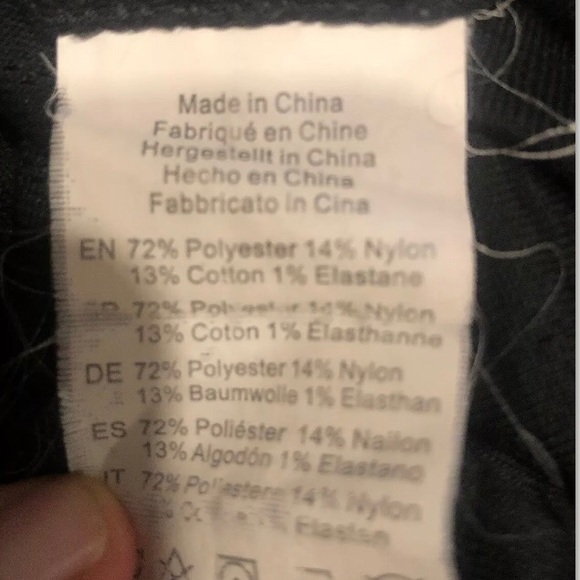 Made in China
Fabriqué en Chine
Hergestellt in China
Hecho en China
Fabbricato in Cina
EN 72% Polyester 14% Nylon
13% Cotton 1% Elastane
72% Polyester 14% Nylon
13% Coton 1% Élasthanne
DE 72% Polyester 14% Nylon
13% Baumwolle 1% Elasthan
ES 72% Poliéster 14% Nailon
13% Algodón 1% Elastano
IT 72% Poliestere 14% Nylon
Elastan